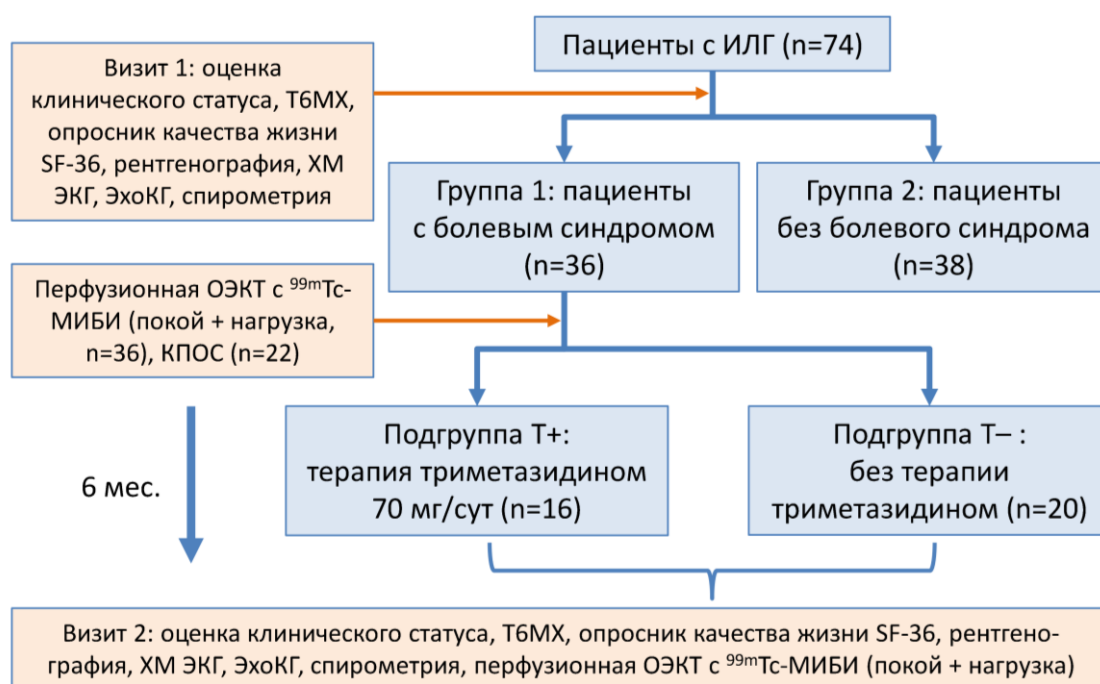 Пациенты с ИЛГ (n=74)
Визит 1: оценка
клинического статуса, Т6МХ,
опросник качества жизни
SF-36, рентгенография, ХМ
ЭКГ, ЭхоКГ, спирометрия
Группа 1: пациенты
с болевым синдромом
(n=36)
Группа 2: пациенты
без болевого синдрома
(n=38)
Перфузионная ОЭКТ с ⁹⁹ᵐTc-
МИБИ (покой + нагрузка,
n=36), КПОС (n=22)
6 мес.
Подгруппа Т+:
терапия триметазидином
70 мг/сут (n=16)
Подгруппа Т– :
без терапии
триметазидином (n=20)
Визит 2: оценка клинического статуса, Т6МХ, опросник качества жизни SF-36, рентгено-
графия, ХМ ЭКГ, ЭхоКГ, спирометрия, перфузионная ОЭКТ с ⁹⁹ᵐTc-МИБИ (покой + нагрузка)